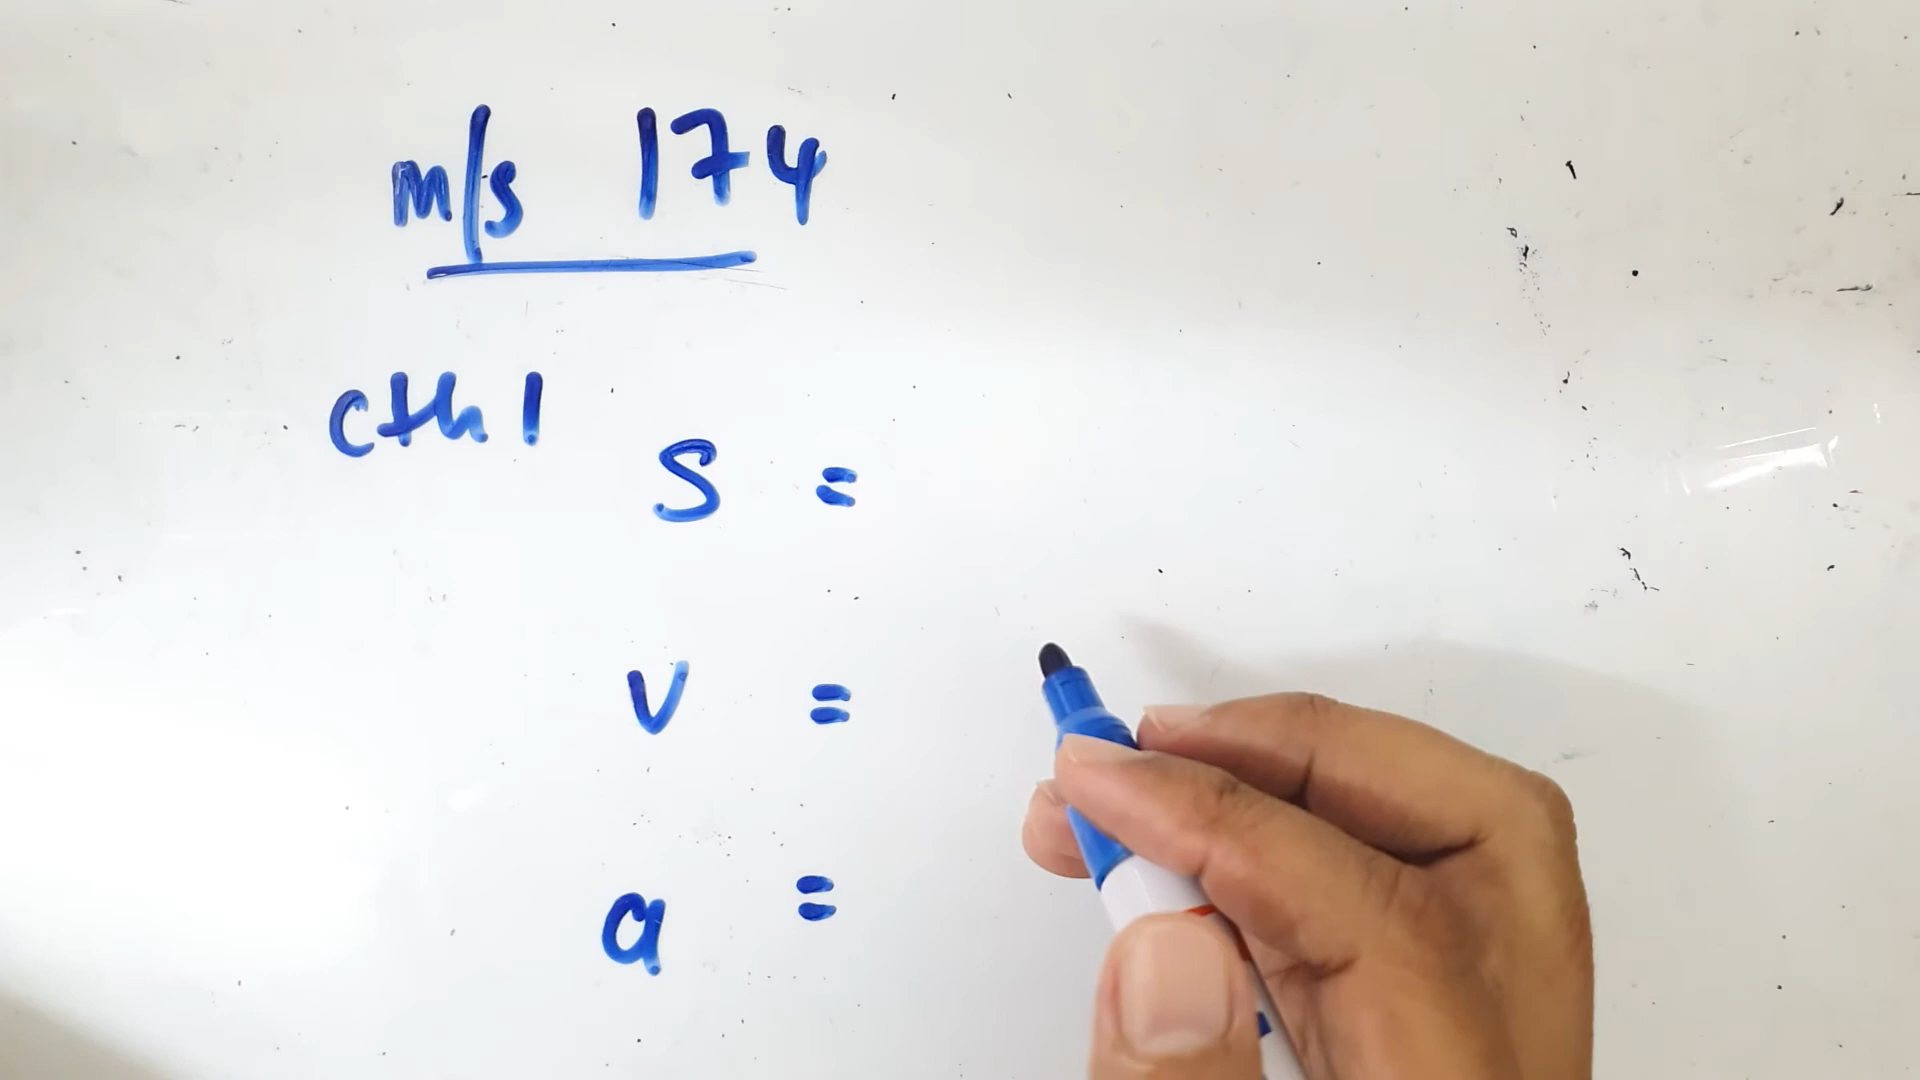 m/s 174
cth 1
S =
v =
a =